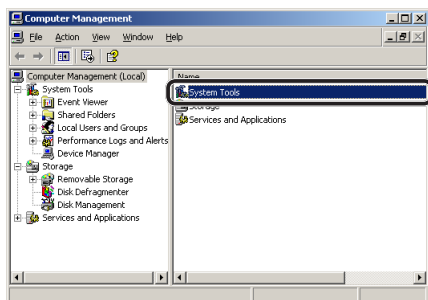 Computer Management
File Action View Window Help
Computer Management (Local)
System Tools
Event Viewer
Shared Folders
Local Users and Groups
Performance Logs and Alerts
Device Manager
Storage
Removable Storage
Disk Defragmenter
Disk Management
Services and Applications
Name
System Tools
Storage
Services and Applications